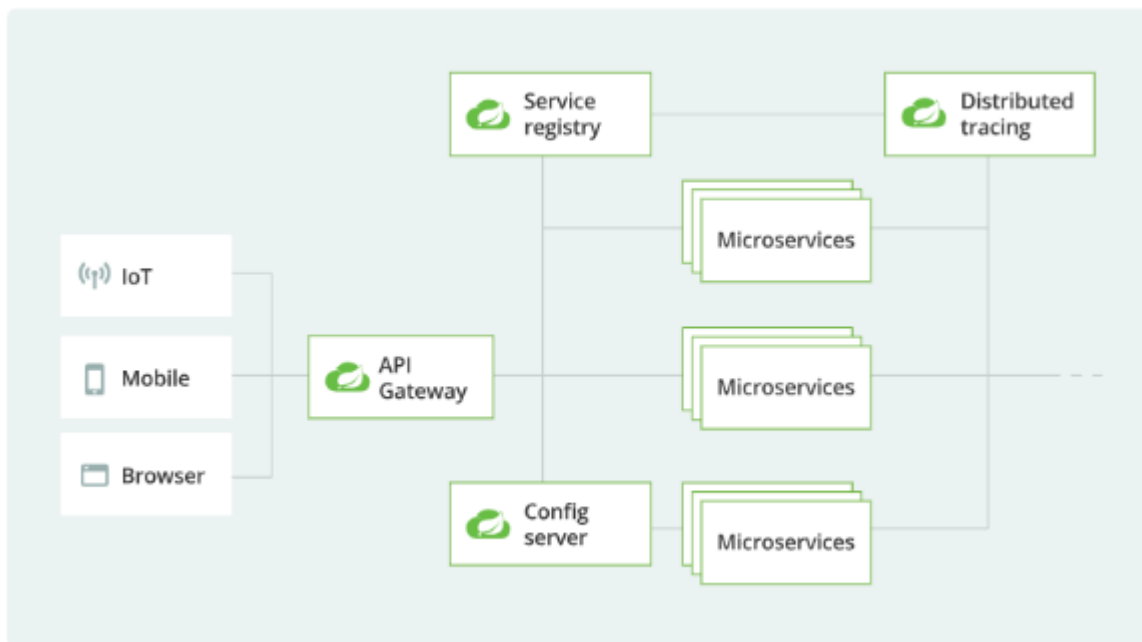 Service
registry
Distributed
tracing
Microservices
IoT
Mobile
Browser
API
Gateway
Microservices
Config
server
Microservices